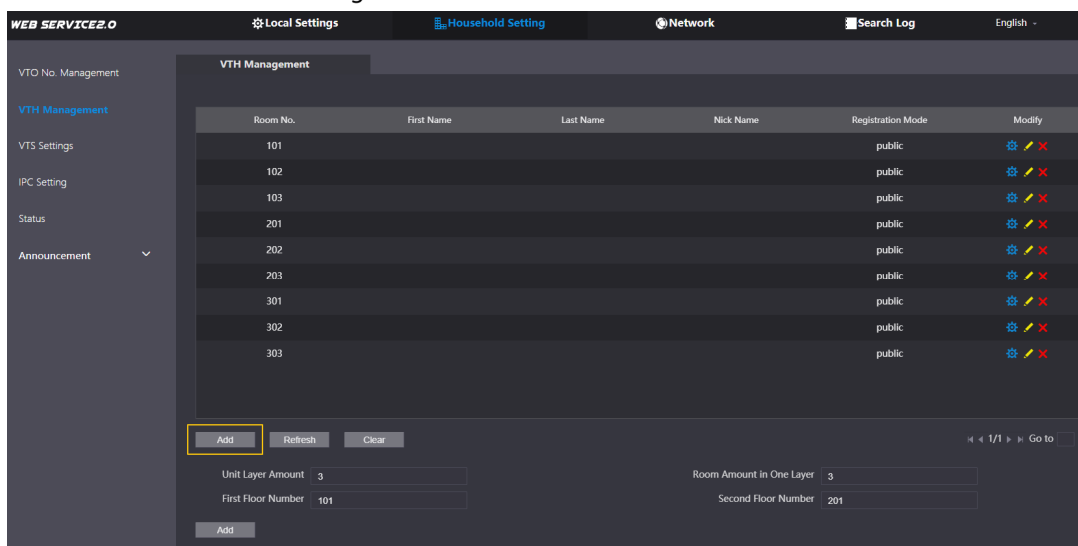 WEB SERVICE2.0 Local Settings Household Setting Network Search Log English
VTO No. Management
VTH Management
VTS Settings
IPC Setting
Status
Announcement
VTH Management
Room No. First Name Last Name Nick Name Registration Mode Modify
101 public
102 public
103 public
201 public
202 public
203 public
301 public
302 public
303 public
Add Refresh Clear 1/1 Go to
Unit Layer Amount 3 Room Amount in One Layer 3
First Floor Number 101 Second Floor Number 201
Add